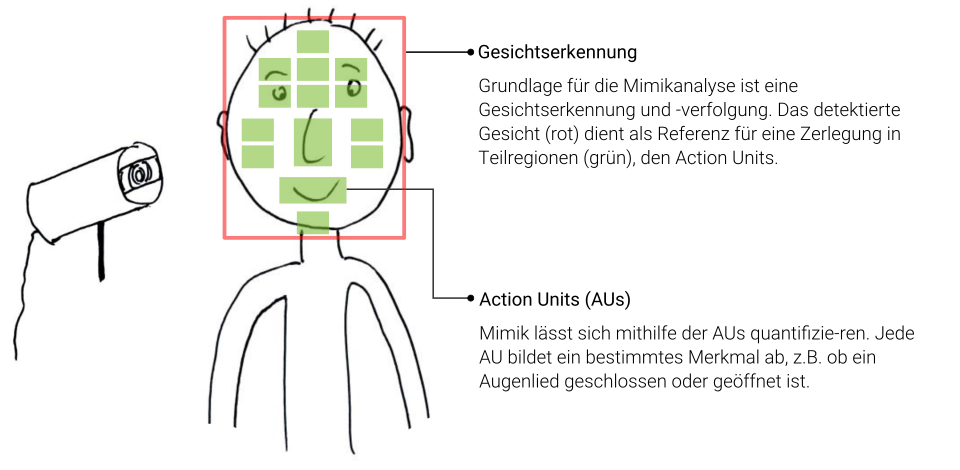 Gesichtserkennung
Grundlage für die Mimikanalyse ist eine
Gesichtserkennung und -verfolgung. Das detektierte
Gesicht (rot) dient als Referenz für eine Zerlegung in
Teilregionen (grün), den Action Units.
Action Units (AUs)
Mimik lässt sich mithilfe der AUs quantifizie-ren. Jede
AU bildet ein bestimmtes Merkmal ab, z.B. ob ein
Augenlied geschlossen oder geöffnet ist.